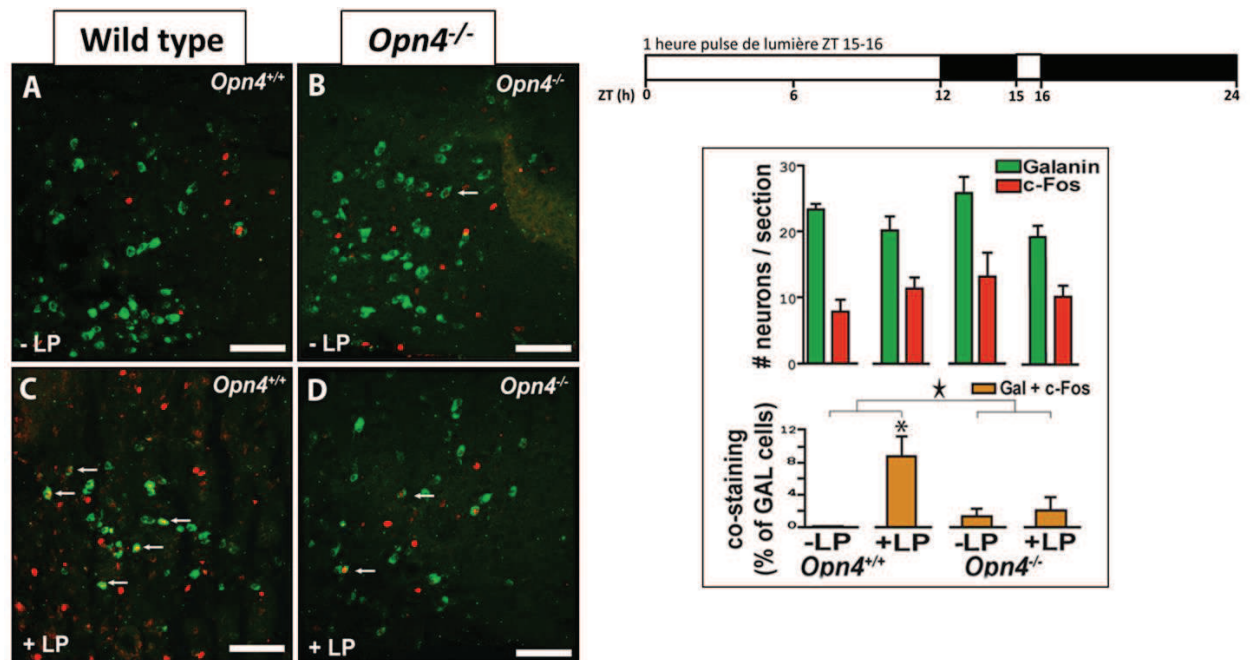 Wild type
Opn4-/-
A
Opn4+/+
- LP
B
Opn4-/-
- LP
C
Opn4+/+
+ LP
D
Opn4-/-
+ LP
1 heure pulse de lumière ZT 15-16
ZT (h) 0 6 12 15 16 24
Galanin
c-Fos
# neurons / section
30
20
10
0
Gal + c-Fos
*
*
co-staining
(% of GAL cells)
12
8
4
0
-LP +LP -LP +LP
Opn4+/+ Opn4-/-